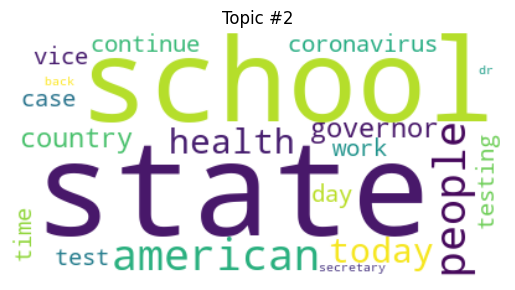 Topic #2
continue
coronavirus
vice
school
dr
back
case
country
health
governor
work
people
testing
state
day
time
test
american
today
secretary